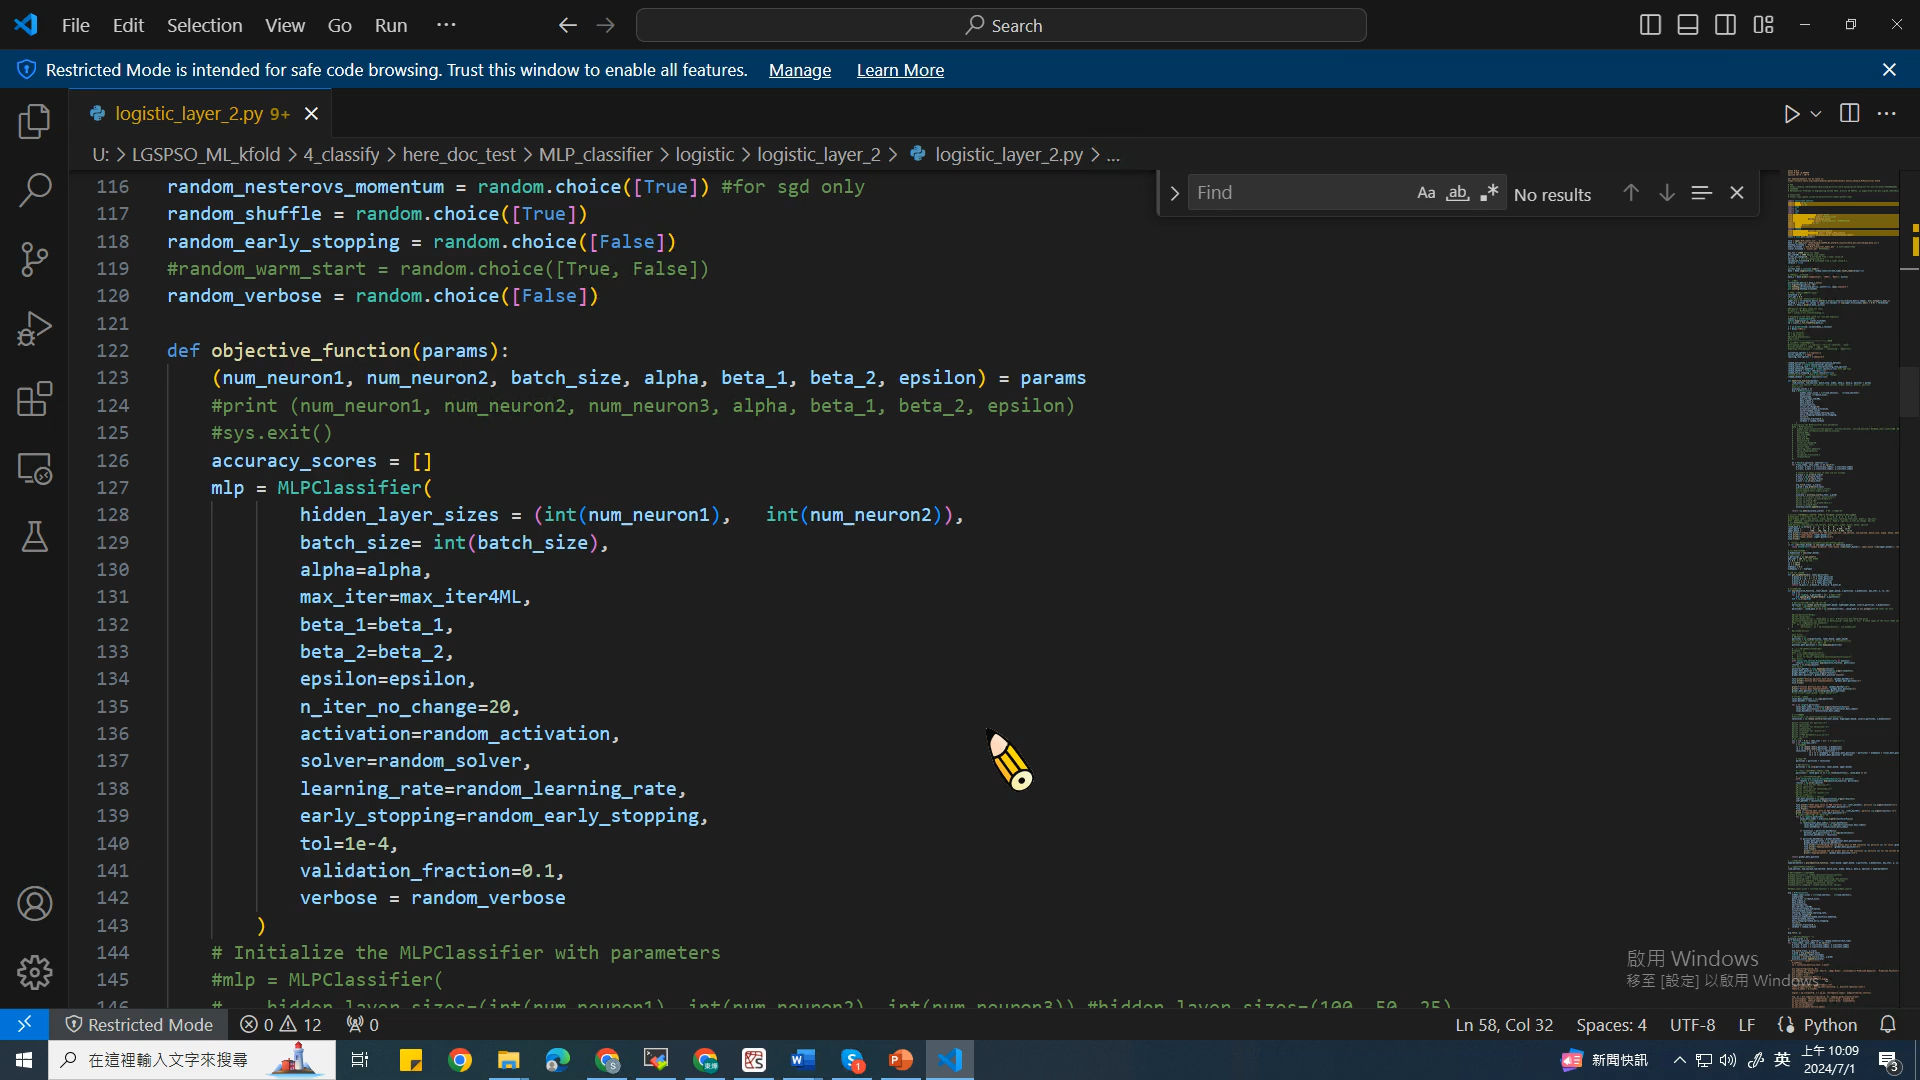 File Edit Selection View Go Run ···
Search
Restricted Mode is intended for safe code browsing. Trust this window to enable all features. Manage Learn More
logistic_layer_2.py 9+
U: > LGSPSO_ML_kfold > 4_classify > here_doc_test > MLP_classifier > logistic > logistic_layer_2 > logistic_layer_2.py > ...
Find Aa ab .* No results
116 random_nesterovs_momentum = random.choice([True]) #for sgd only
117 random_shuffle = random.choice([True])
118 random_early_stopping = random.choice([False])
119 #random_warm_start = random.choice([True, False])
120 random_verbose = random.choice([False])
121
122 def objective_function(params):
123 (num_neuron1, num_neuron2, batch_size, alpha, beta_1, beta_2, epsilon) = params
124 #print (num_neuron1, num_neuron2, num_neuron3, alpha, beta_1, beta_2, epsilon)
125 #sys.exit()
126 accuracy_scores = []
127 mlp = MLPClassifier(
128 hidden_layer_sizes = (int(num_neuron1), int(num_neuron2)),
129 batch_size= int(batch_size),
130 alpha=alpha,
131 max_iter=max_iter4ML,
132 beta_1=beta_1,
133 beta_2=beta_2,
134 epsilon=epsilon,
135 n_iter_no_change=20,
136 activation=random_activation,
137 solver=random_solver,
138 learning_rate=random_learning_rate,
139 early_stopping=random_early_stopping,
140 tol=1e-4,
141 validation_fraction=0.1,
142 verbose = random_verbose
143 )
144 # Initialize the MLPClassifier with parameters
145 #mlp = MLPClassifier(
146 # hidden_layer_sizes=(int(num_neuron1), int(num_neuron2), int(num_neuron3)) #hidden_layer_sizes=(100, 50, 25)
啟用 Windows
移至 [設定] 以啟用 Windows。
Restricted Mode 0 12 0 Ln 58, Col 32 Spaces: 4 UTF-8 LF {} Python
在這裡輸入文字來搜尋 新聞快訊 英 上午 10:09
2024/7/1 3